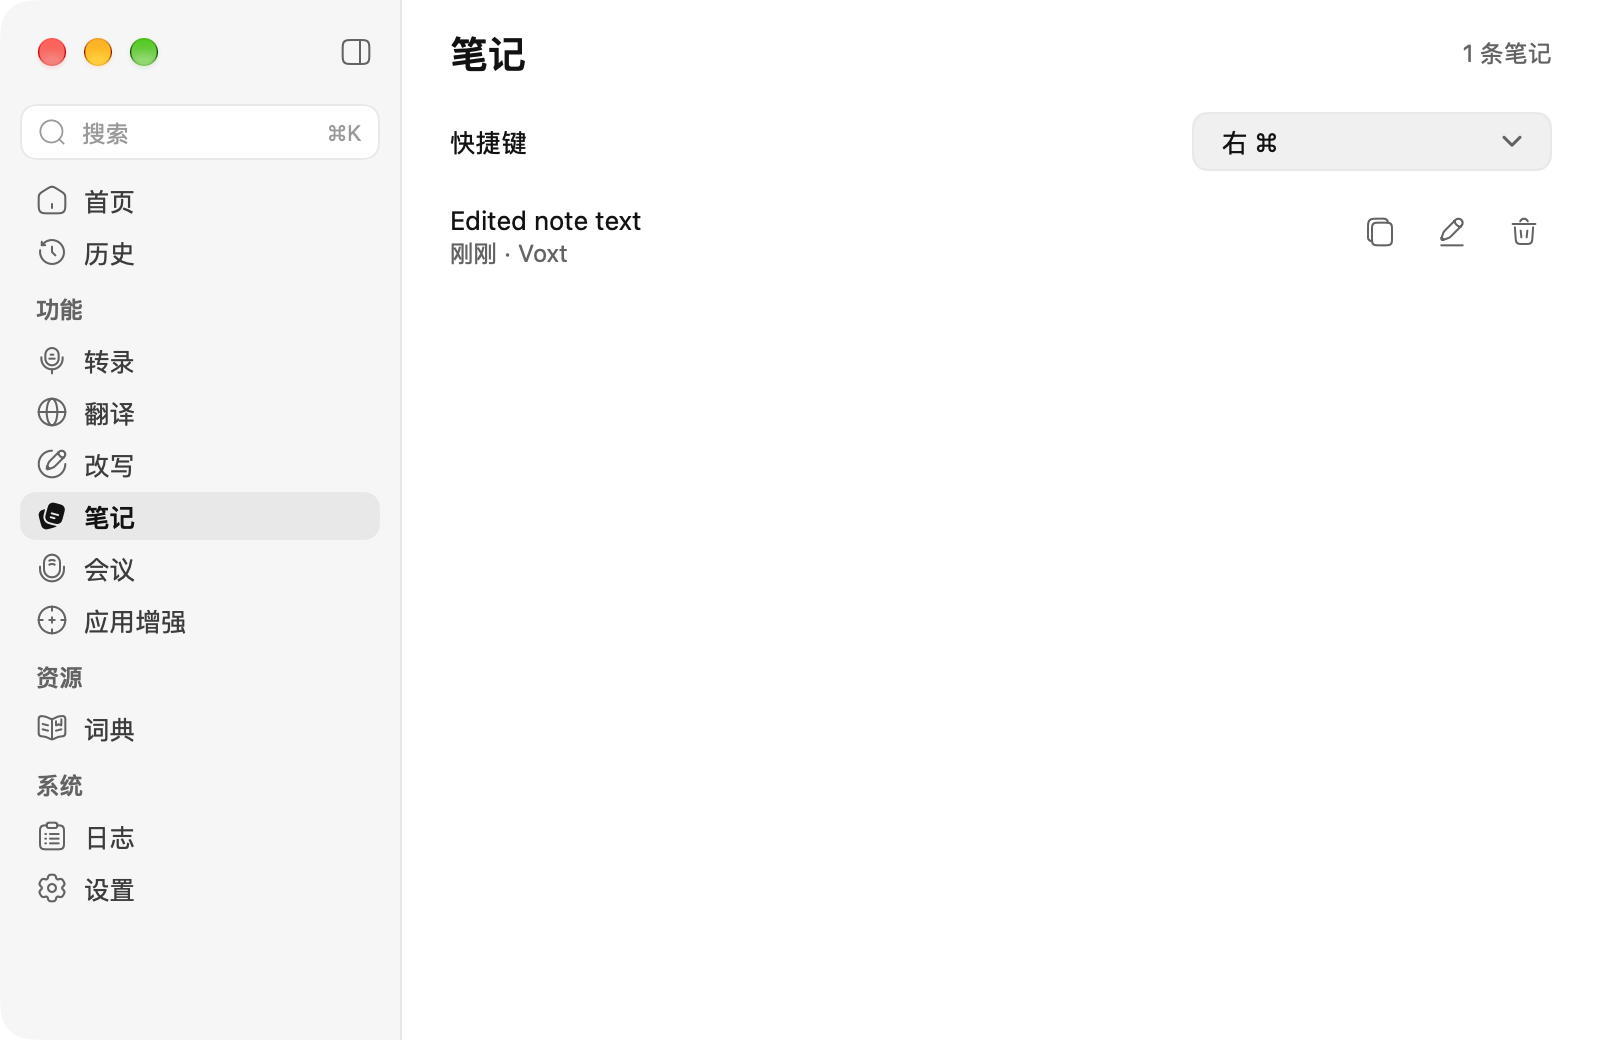 搜索 ⌘K
首页
历史
功能
转录
翻译
改写
笔记
会议
应用增强
资源
词典
系统
日志
设置
笔记
1 条笔记
快捷键
右 ⌘
Edited note text
刚刚 · Voxt